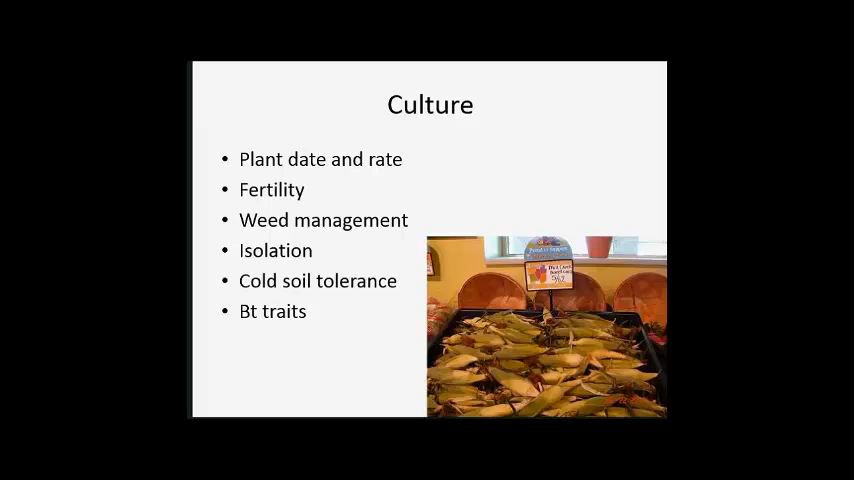 Culture
• Plant date and rate
• Fertility
• Weed management
• Isolation
• Cold soil tolerance
• Bt traits